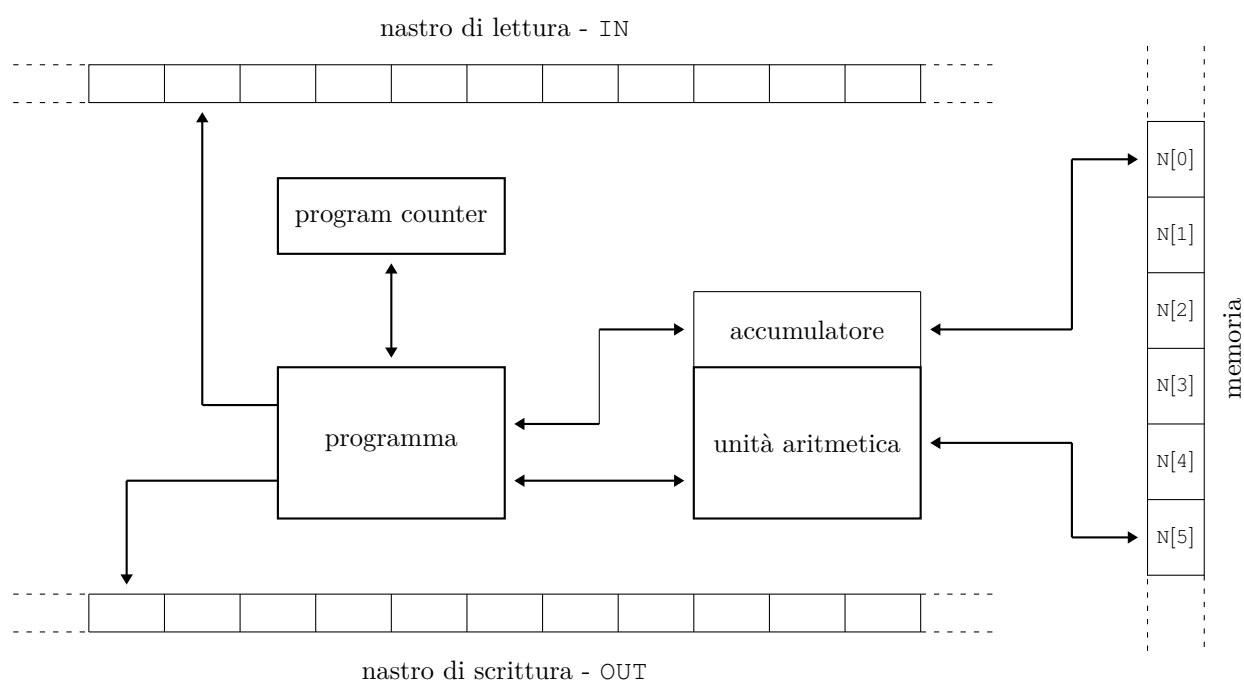 nastro di lettura - IN
N[0]
program counter
N[1]
N[2]
accumulatore
memoria
N[3]
programma
unità aritmetica
N[4]
N[5]
nastro di scrittura - OUT